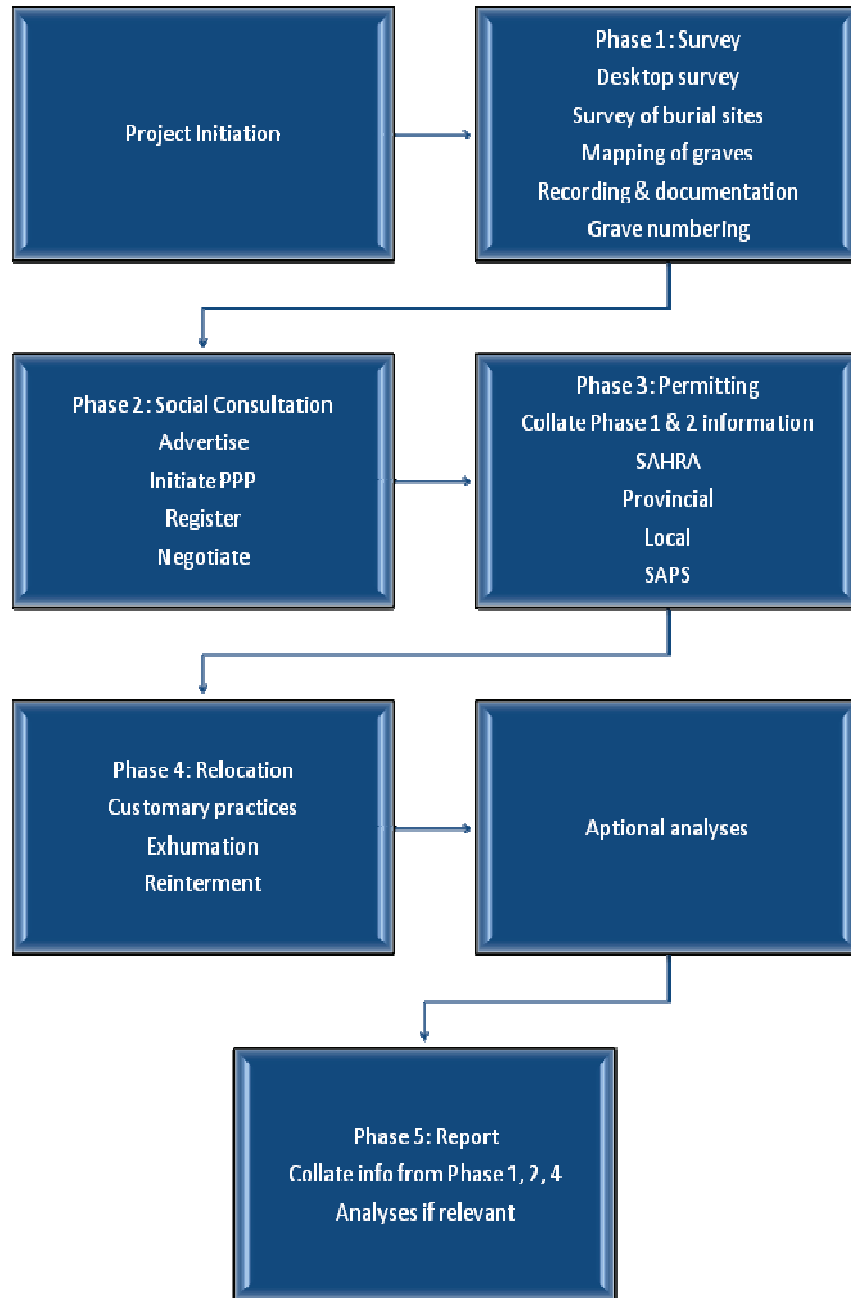 Project Initiation
Phase 1: Survey
Desktop survey
Survey of burial sites
Mapping of graves
Recording & documentation
Grave numbering
Phase 2: Social Consultation
Advertise
Initiate PPP
Register
Negotiate
Phase 3: Permitting
Collate Phase 1 & 2 information
SAHRA
Provincial
Local
SAPS
Phase 4: Relocation
Customary practices
Exhumation
Reinterment
Aptional analyses
Phase 5: Report
Collate info from Phase 1, 2, 4
Analyses if relevant